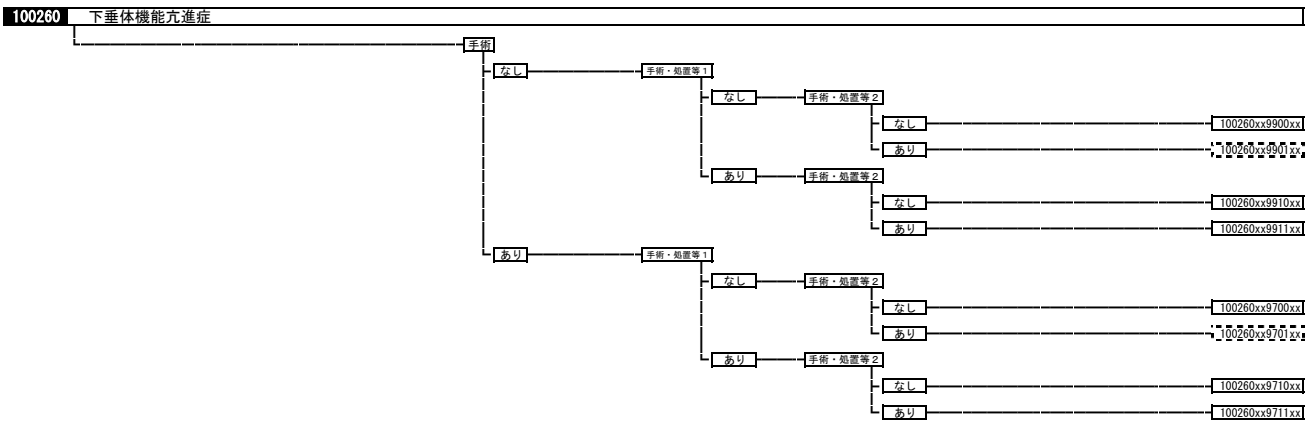 100260 下垂体機能亢進症
手術
なし 手術・処置等1
なし 手術・処置等2
なし 100260xx9900xx
あり 100260xx9901xx
あり 手術・処置等2
なし 100260xx9910xx
あり 100260xx9911xx
あり 手術・処置等1
なし 手術・処置等2
なし 100260xx9700xx
あり 100260xx9701xx
あり 手術・処置等2
なし 100260xx9710xx
あり 100260xx9711xx